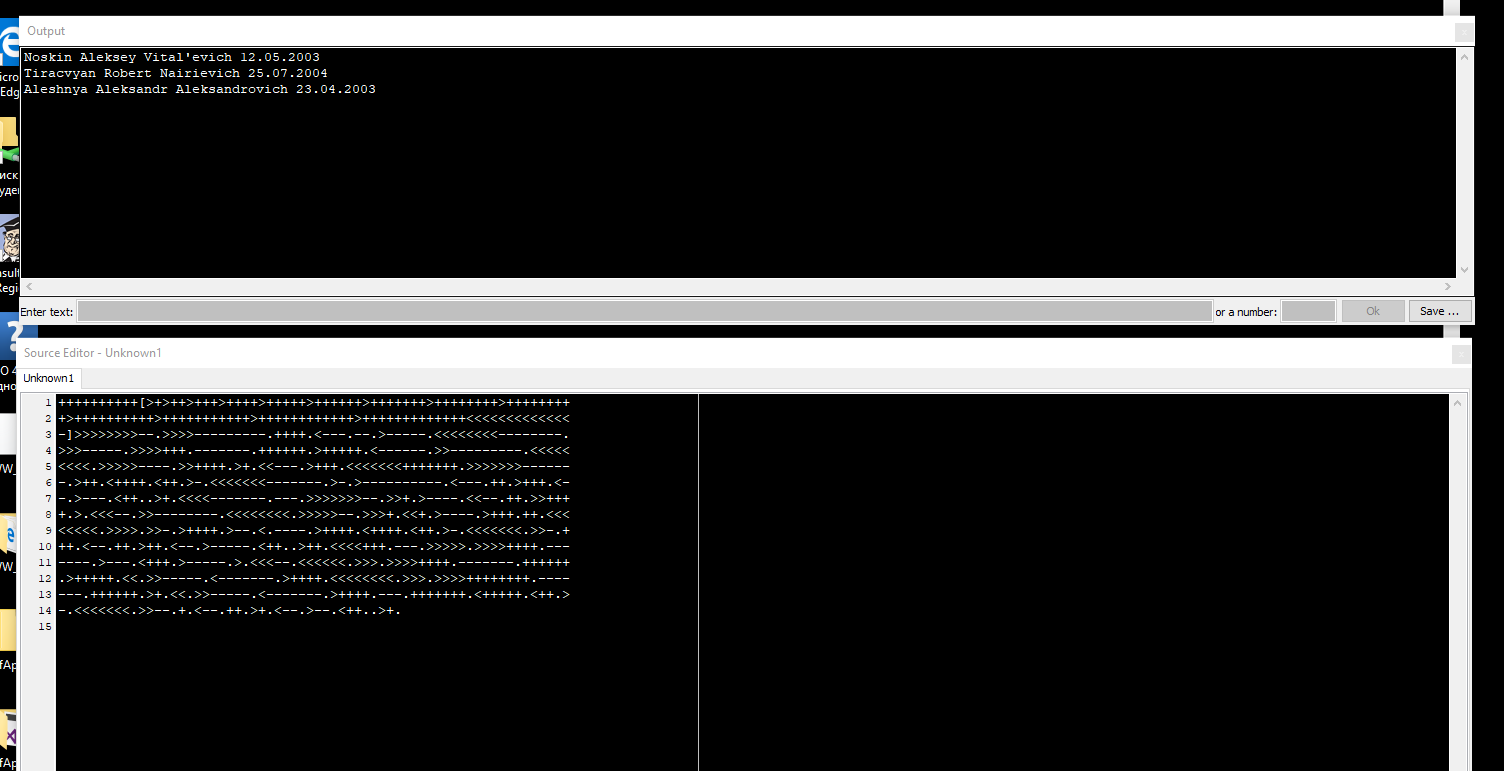 Output
Noskin Aleksey Vital'evich 12.05.2003
Tiracvyan Robert Nairievich 25.07.2004
Aleshnya Aleksandr Aleksandrovich 23.04.2003
Enter text:
or a number:
Ok
Save ...
Source Editor - Unknown1
Unknown1
1 ++++++++++[>+>++>+++>++++>+++++>++++++>+++++++>++++++++>++++++++
2 +>++++++++++>+++++++++++>++++++++++++>+++++++++++++<<<<<<<<<<<<<
3 -]>>>>>>>>--.>>>>---------.++++.<---.--.>-----.<<<<<<<<--------.
4 >>>-----.>>>>+++.-------.++++++.>+++++.<------.>>---------.<<<<<
5 <<<<.>>>>>----.>>++++.>+.<<---.>+++.<<<<<<<+++++++.>>>>>>>------
6 -.>++.<++++.<++.>-.<<<<<<<-------.>-.>----------.<---.++.>+++.<-
7 -.>---.<++..>+.<<<<-------.---.>>>>>>>--.>>+.>----.<<--.++.>>+++
8 +.>.<<<--.>>--------.<<<<<<<<.>>>>>--.>>>+.<<+.>----.>+++.++.<<<
9 <<<<<.>>>>.>>-.>++++.>--.<.----.>++++.<++++.<++.>-.<<<<<<<.>>-.+
10 ++.<--.++.>++.<--.>-----.<++..>++.<<<<+++.---.>>>>>.>>>>++++.---
11 ----.>---.<+++.>-----.>.<<<--.<<<<<<.>>>.>>>>++++.-------.++++++
12 .>+++++.<<.>>-----.<-------.>++++.<<<<<<<<.>>>.>>>>++++++++.----
13 ---.++++++.>+.<<.>>-----.<-------.>++++.---.+++++++.<+++++.<++.>
14 -.<<<<<<<.>>--.+.<--.++.>+.<--.>--.<++..>+.
15